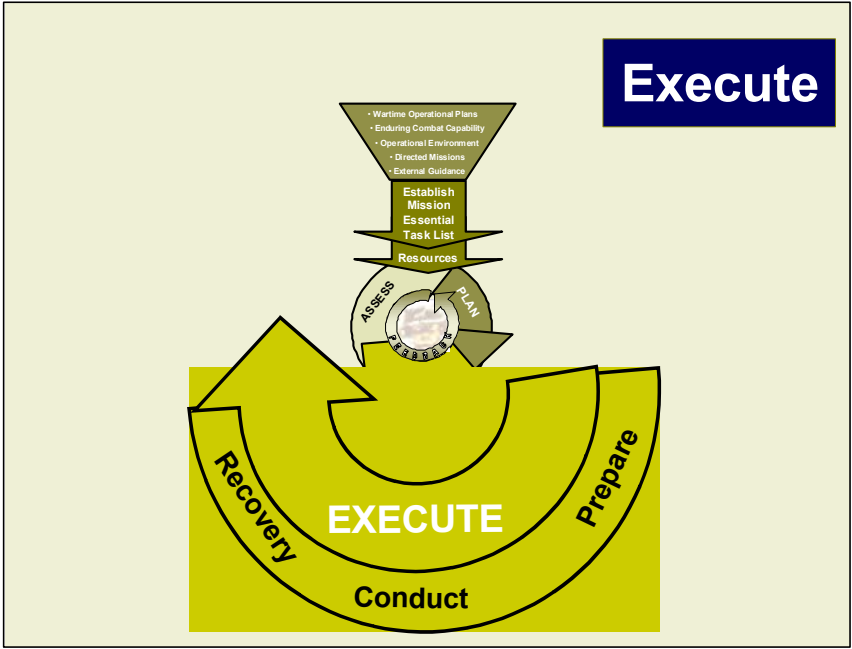 Execute
• Wartime Operational Plans
• Enduring Combat Capability
• Operational Environment
• Directed Missions
• External Guidance
Establish
Mission
Essential
Task List
Resources
ASSESS
PLAN
FEEDBACK
EXECUTE
Recovery
Conduct
Prepare